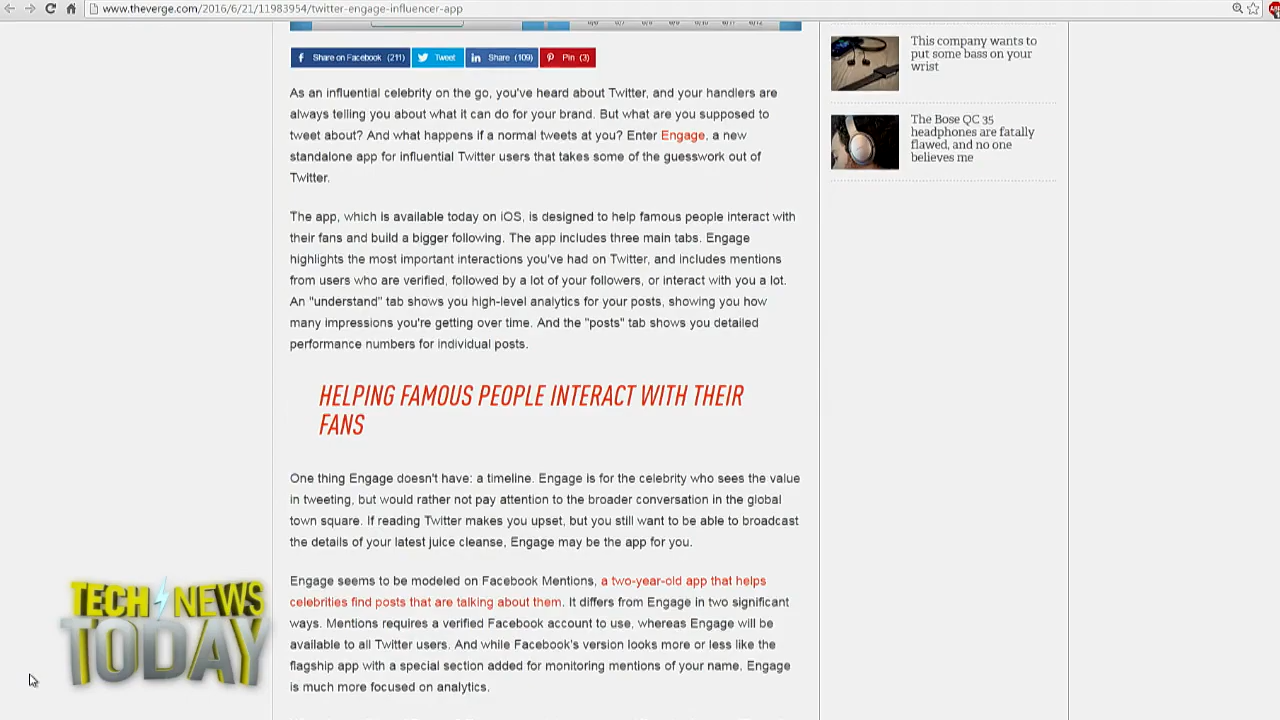 www.theverge.com/2016/6/21/11983954/twitter-engage-influencer-app
Share on Facebook (211) Tweet Share (109) Pin (3)
As an influential celebrity on the go, you've heard about Twitter, and your handlers are
always telling you about what it can do for your brand. But what are you supposed to
tweet about? And what happens if a normal tweets at you? Enter Engage, a new
standalone app for influential Twitter users that takes some of the guesswork out of
Twitter.
The app, which is available today on iOS, is designed to help famous people interact with
their fans and build a bigger following. The app includes three main tabs. Engage
highlights the most important interactions you've had on Twitter, and includes mentions
from users who are verified, followed by a lot of your followers, or interact with you a lot.
An "understand" tab shows you high-level analytics for your posts, showing you how
many impressions you're getting over time. And the "posts" tab shows you detailed
performance numbers for individual posts.
HELPING FAMOUS PEOPLE INTERACT WITH THEIR
FANS
One thing Engage doesn't have: a timeline. Engage is for the celebrity who sees the value
in tweeting, but would rather not pay attention to the broader conversation in the global
town square. If reading Twitter makes you upset, but you still want to be able to broadcast
the details of your latest juice cleanse, Engage may be the app for you.
Engage seems to be modeled on Facebook Mentions, a two-year-old app that helps
celebrities find posts that are talking about them. It differs from Engage in two significant
ways. Mentions requires a verified Facebook account to use, whereas Engage will be
available to all Twitter users. And while Facebook's version looks more or less like the
flagship app with a special section added for monitoring mentions of your name, Engage
is much more focused on analytics.
This company wants to
put some bass on your
wrist
The Bose QC 35
headphones are fatally
flawed, and no one
believes me
TECH NEWS
TODAY